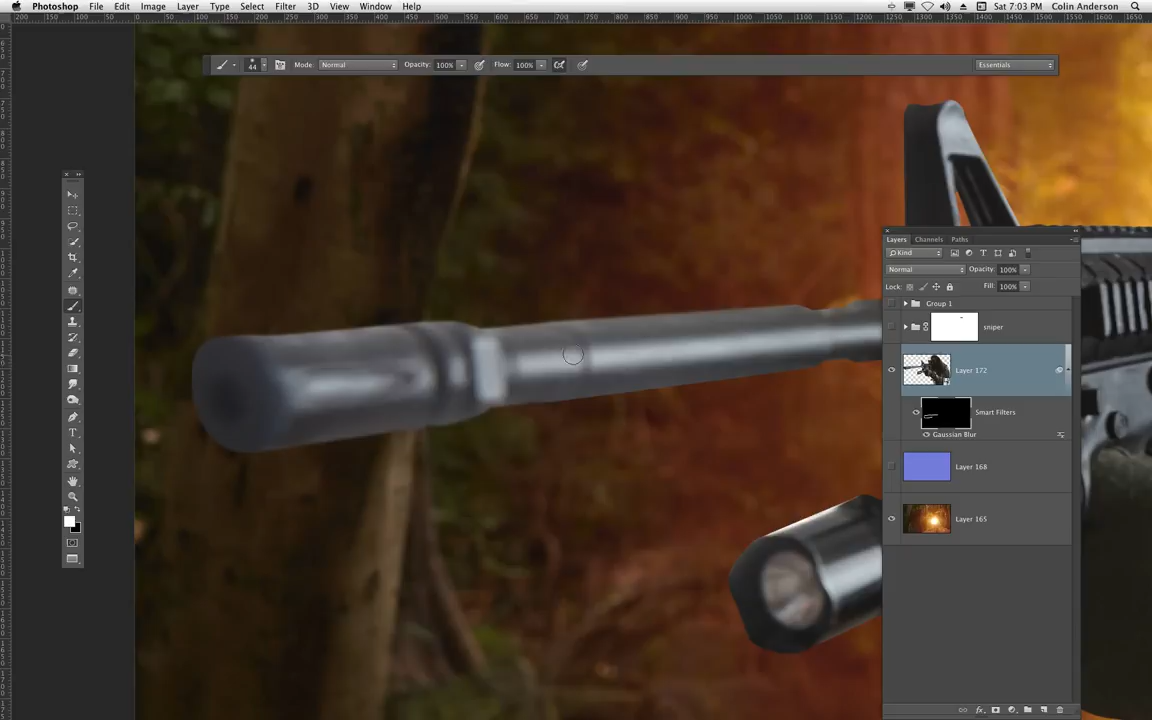 Photoshop File Edit Image Layer Type Select Filter 3D View Window Help Sat 7:03 PM Colin Anderson
44 Mode: Normal Opacity: 100% Flow: 100% Essentials
Layers Channels Paths
Kind
Normal Opacity: 100%
Lock: Fill: 100%
Group 1
sniper
Layer 172
Smart Filters
Gaussian Blur
Layer 168
Layer 165